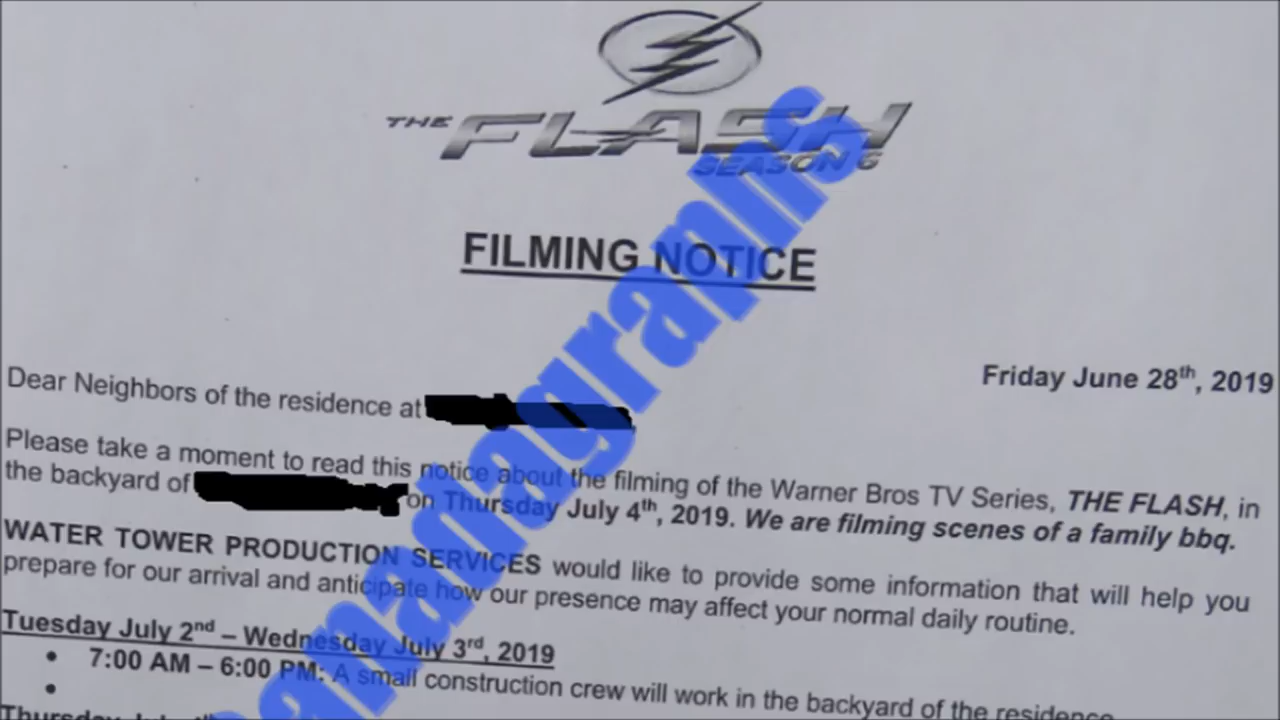 THE FLASH
SEASON 6
FILMING NOTICE
Friday June 28th, 2019
Dear Neighbors of the residence at
Please take a moment to read this notice about the filming of the Warner Bros TV Series, THE FLASH, in
the backyard of on Thursday July 4th, 2019. We are filming scenes of a family bbq.
WATER TOWER PRODUCTION SERVICES would like to provide some information that will help you
prepare for our arrival and anticipate how our presence may affect your normal daily routine.
Tuesday July 2nd – Wednesday July 3rd, 2019
• 7:00 AM – 6:00 PM: A small construction crew will work in the backyard of the residence
•
Thursday
anadagraphs